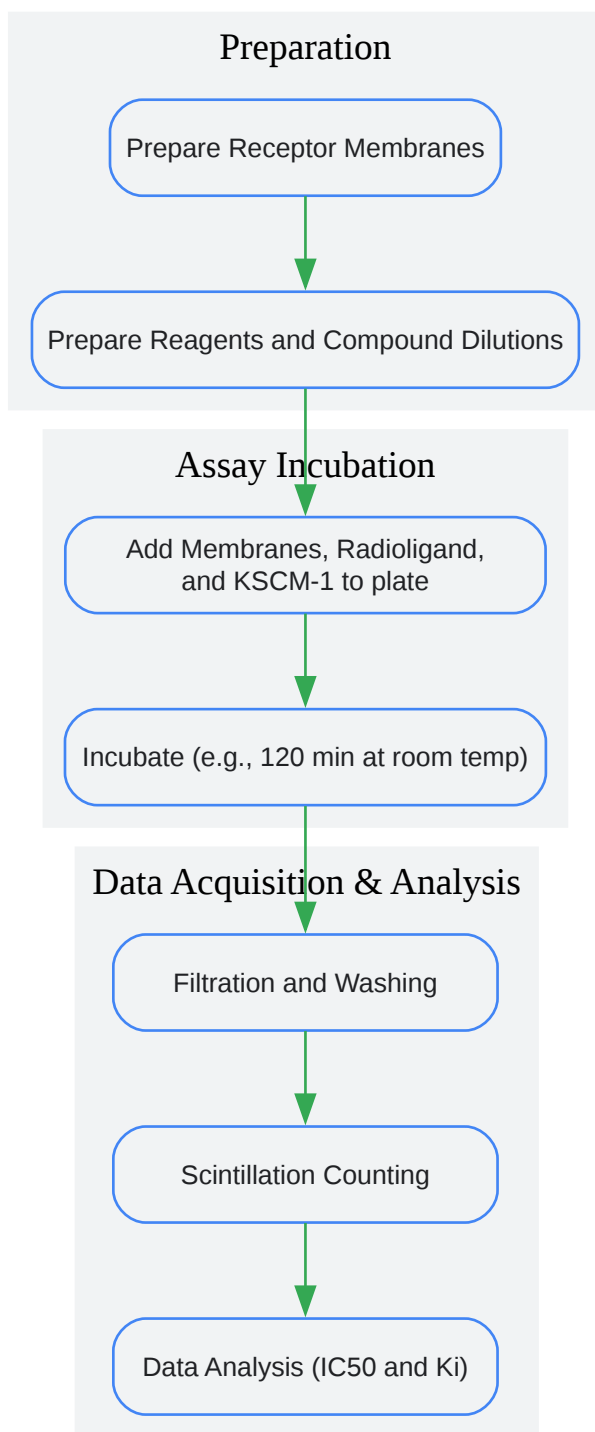 Preparation
Prepare Receptor Membranes
Prepare Reagents and Compound Dilutions
Assay Incubation
Add Membranes, Radioligand,
and KSCM-1 to plate
Incubate (e.g., 120 min at room temp)
Data Acquisition & Analysis
Filtration and Washing
Scintillation Counting
Data Analysis (IC50 and Ki)